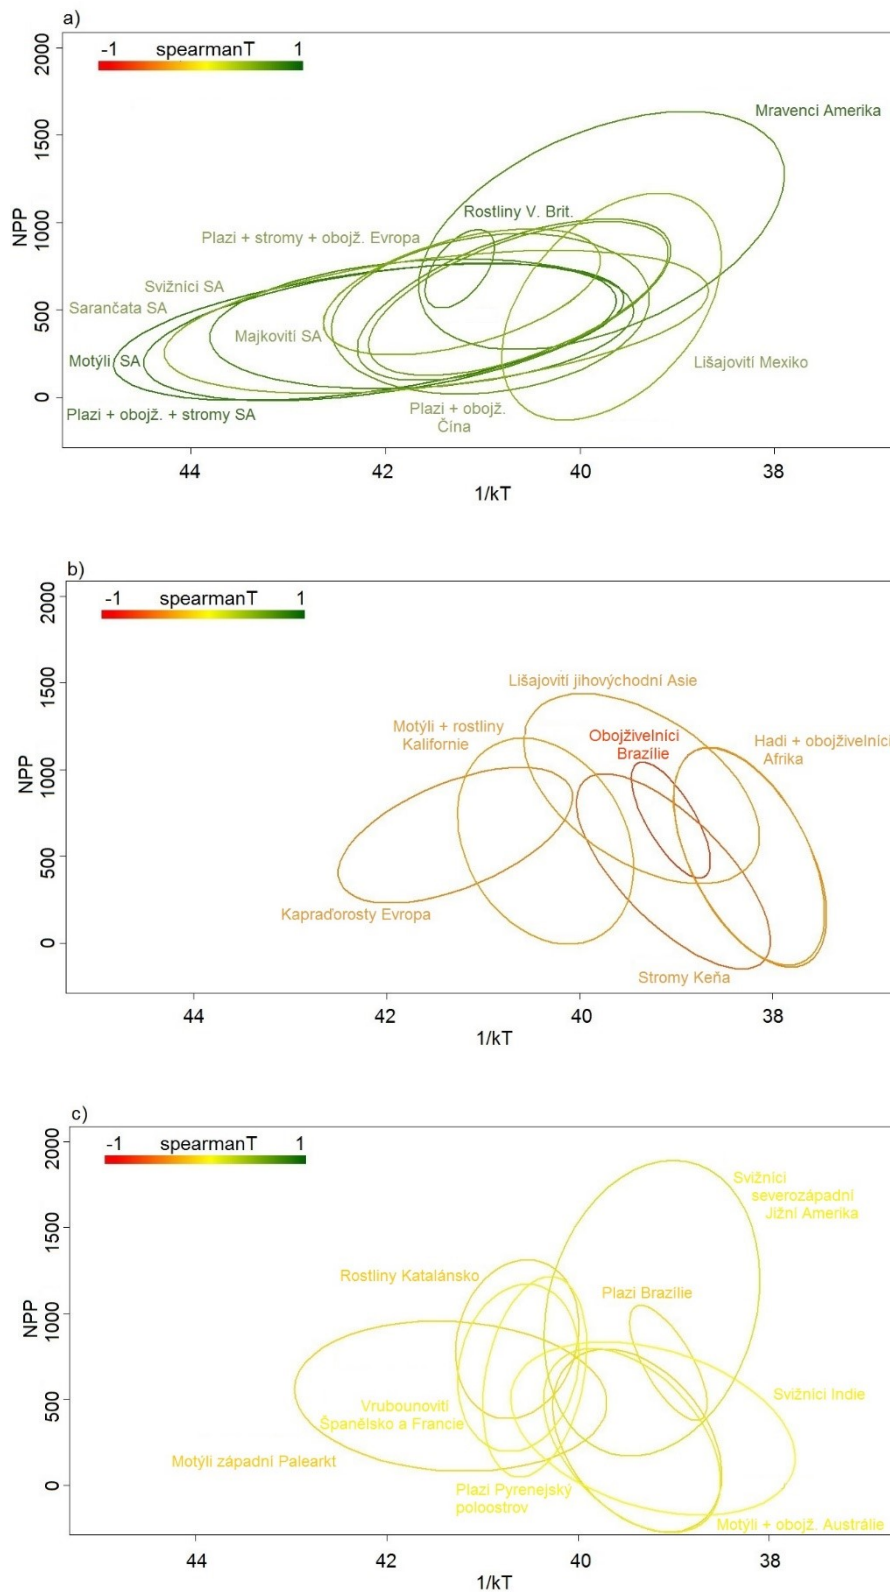 a)
-1 spearmanT 1
2000
1500
1000
500
0
NPP
Mravenci Amerika
Rostliny V. Brit.
Plazi + stromy + obojž. Evropa
Svižníci SA
Sarančata SA
Majkovití SA
Motýli SA
Lišajovití Mexiko
Plazi + obojž. + stromy SA
Plazi + obojž.
Čína
44 42 40 38
1/kT
b)
-1 spearmanT 1
2000
1500
1000
500
0
NPP
Lišajovití jihovýchodní Asie
Motýli + rostliny
Kalifornie
Obojživelníci
Brazílie
Hadi + obojživelníci
Afrika
Kapraďorosty Evropa
Stromy Keňa
44 42 40 38
1/kT
c)
-1 spearmanT 1
2000
1500
1000
500
0
NPP
Svižníci
severozápadní
Jižní Amerika
Rostliny Katalánsko
Plazi Brazílie
Svižníci Indie
Vrubounovití
Španělsko a Francie
Motýli západní Palearkt
Plazi Pyrenejský
poloostrov
Motýli + obojž. Austrálie
44 42 40 38
1/kT